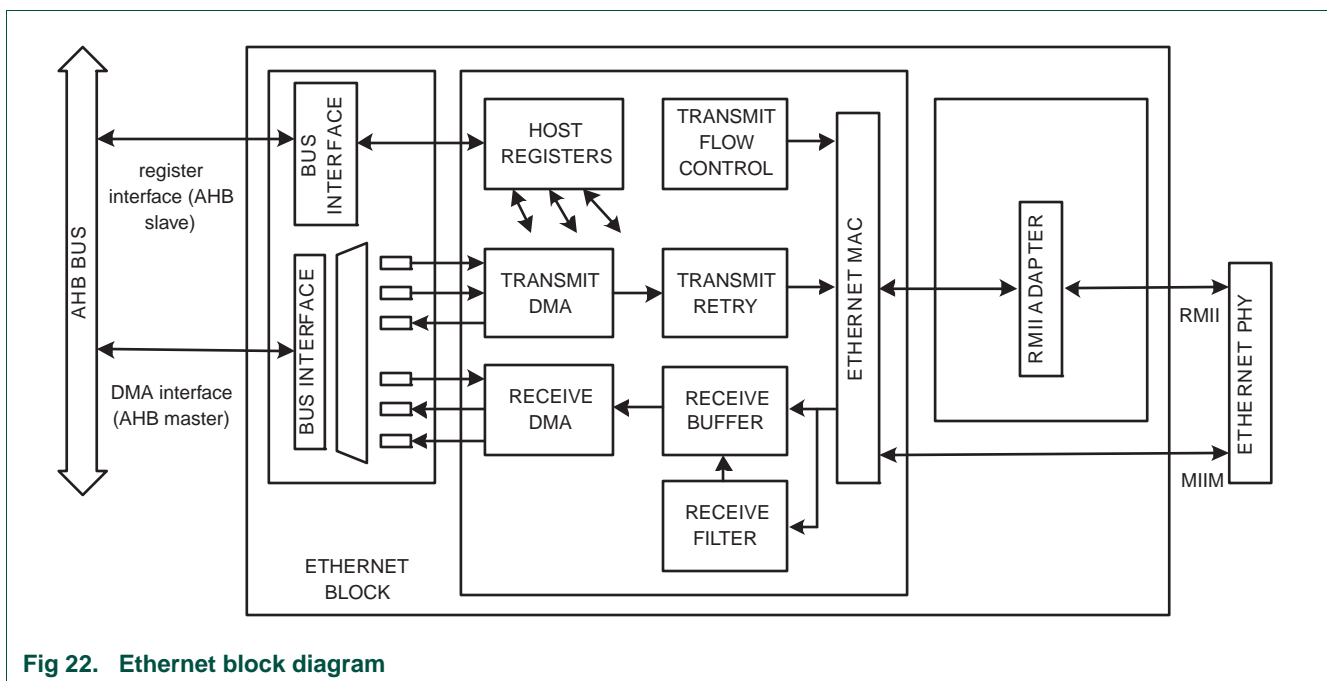 AHB BUS
register
interface (AHB
slave)
DMA interface
(AHB master)
BUS
INTERFACE
BUS INTERFACE
HOST
REGISTERS
TRANSMIT
FLOW
CONTROL
TRANSMIT
DMA
TRANSMIT
RETRY
RECEIVE
DMA
RECEIVE
BUFFER
RECEIVE
FILTER
ETHERNET MAC
RMII ADAPTER
RMII
MIIM
ETHERNET PHY
ETHERNET
BLOCK
Fig 22. Ethernet block diagram